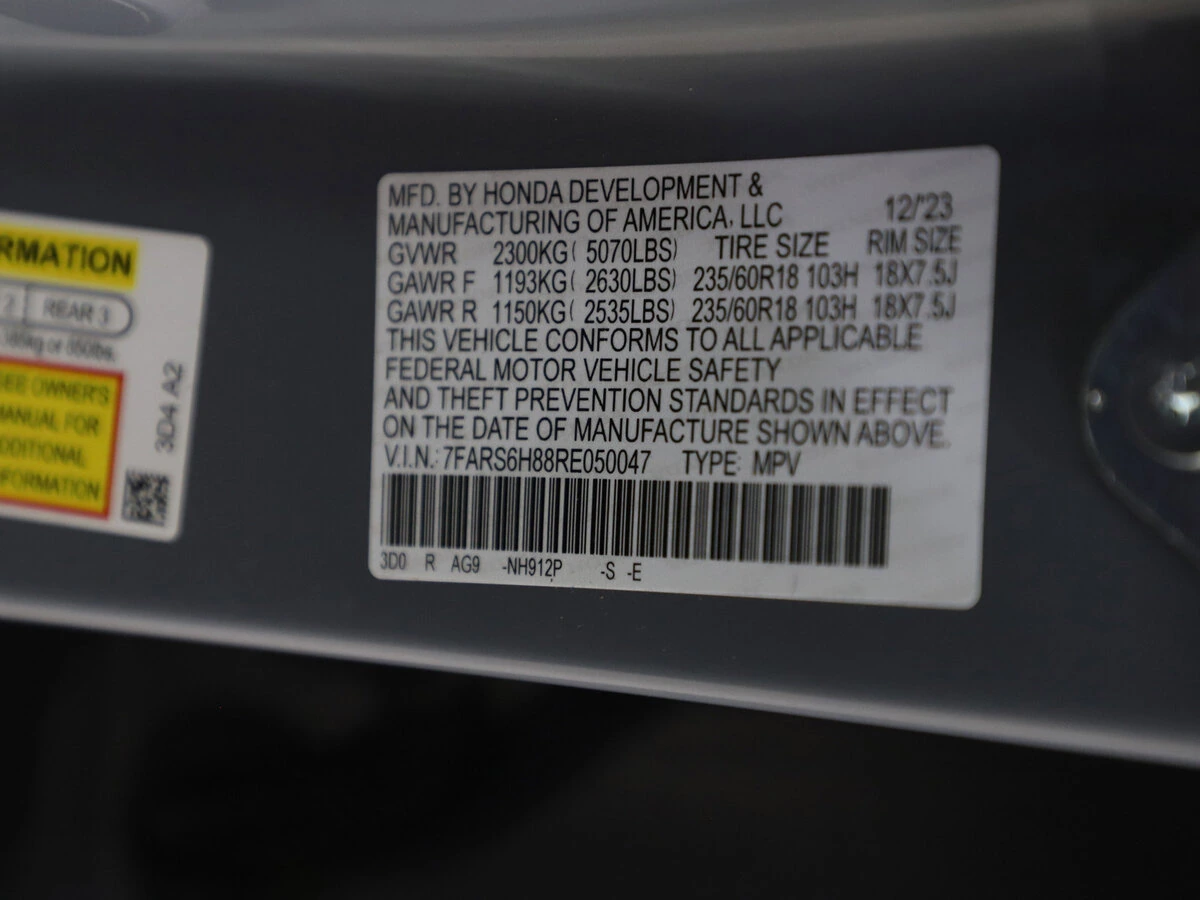 RMATION
2 REAR 3
SEE OWNER'S
MANUAL FOR
ADDITIONAL
INFORMATION
3D4 A2
MFD. BY HONDA DEVELOPMENT &
MANUFACTURING OF AMERICA, LLC 12/'23
GVWR 2300KG( 5070LBS) TIRE SIZE RIM SIZE
GAWR F 1193KG( 2630LBS) 235/60R18 103H 18X7.5J
GAWR R 1150KG( 2535LBS) 235/60R18 103H 18X7.5J
THIS VEHICLE CONFORMS TO ALL APPLICABLE
FEDERAL MOTOR VEHICLE SAFETY
AND THEFT PREVENTION STANDARDS IN EFFECT
ON THE DATE OF MANUFACTURE SHOWN ABOVE.
V.I.N.: 7FARS6H88RE050047 TYPE: MPV
3D0 R AG9 -NH912P -S -E